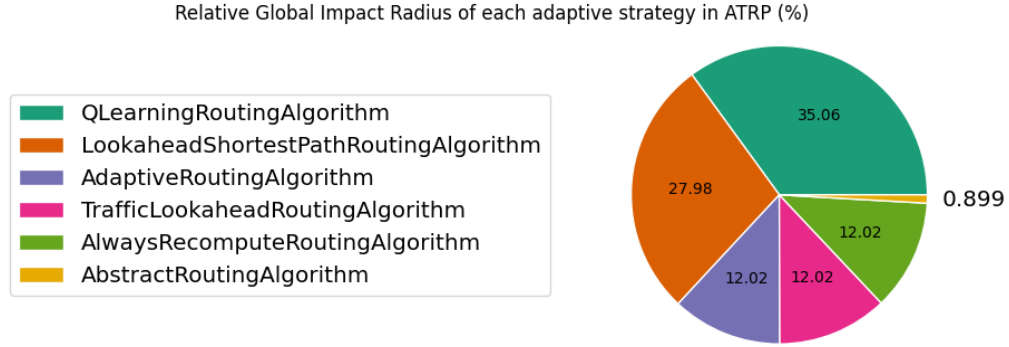 Relative Global Impact Radius of each adaptive strategy in ATRP (%)
QLearningRoutingAlgorithm
LookaheadShortestPathRoutingAlgorithm
AdaptiveRoutingAlgorithm
TrafficLookaheadRoutingAlgorithm
AlwaysRecomputeRoutingAlgorithm
AbstractRoutingAlgorithm
35.06
27.98
12.02
12.02
12.02
0.899